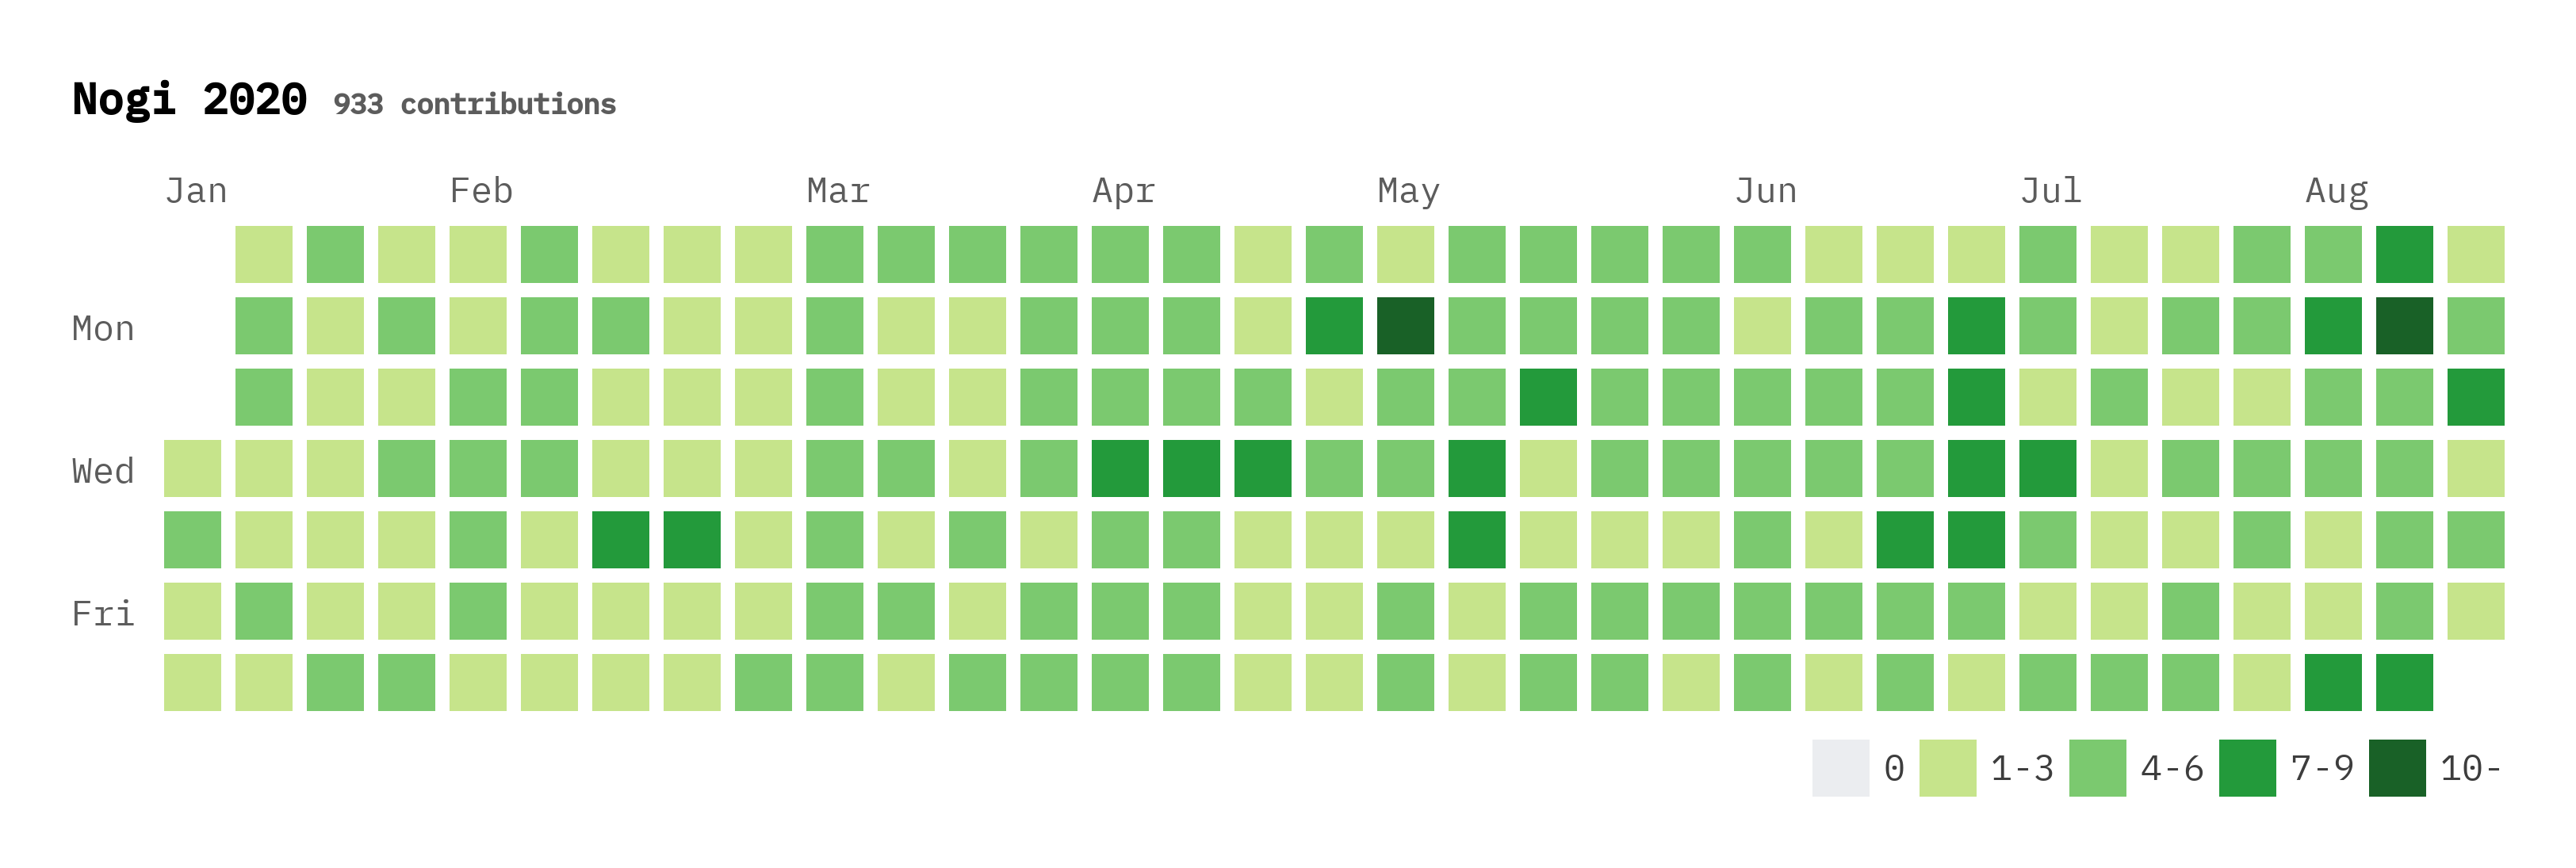 Nogi 2020 933 contributions
Jan Feb Mar Apr May Jun Jul Aug
Mon
Wed
Fri
0 1-3 4-6 7-9 10-